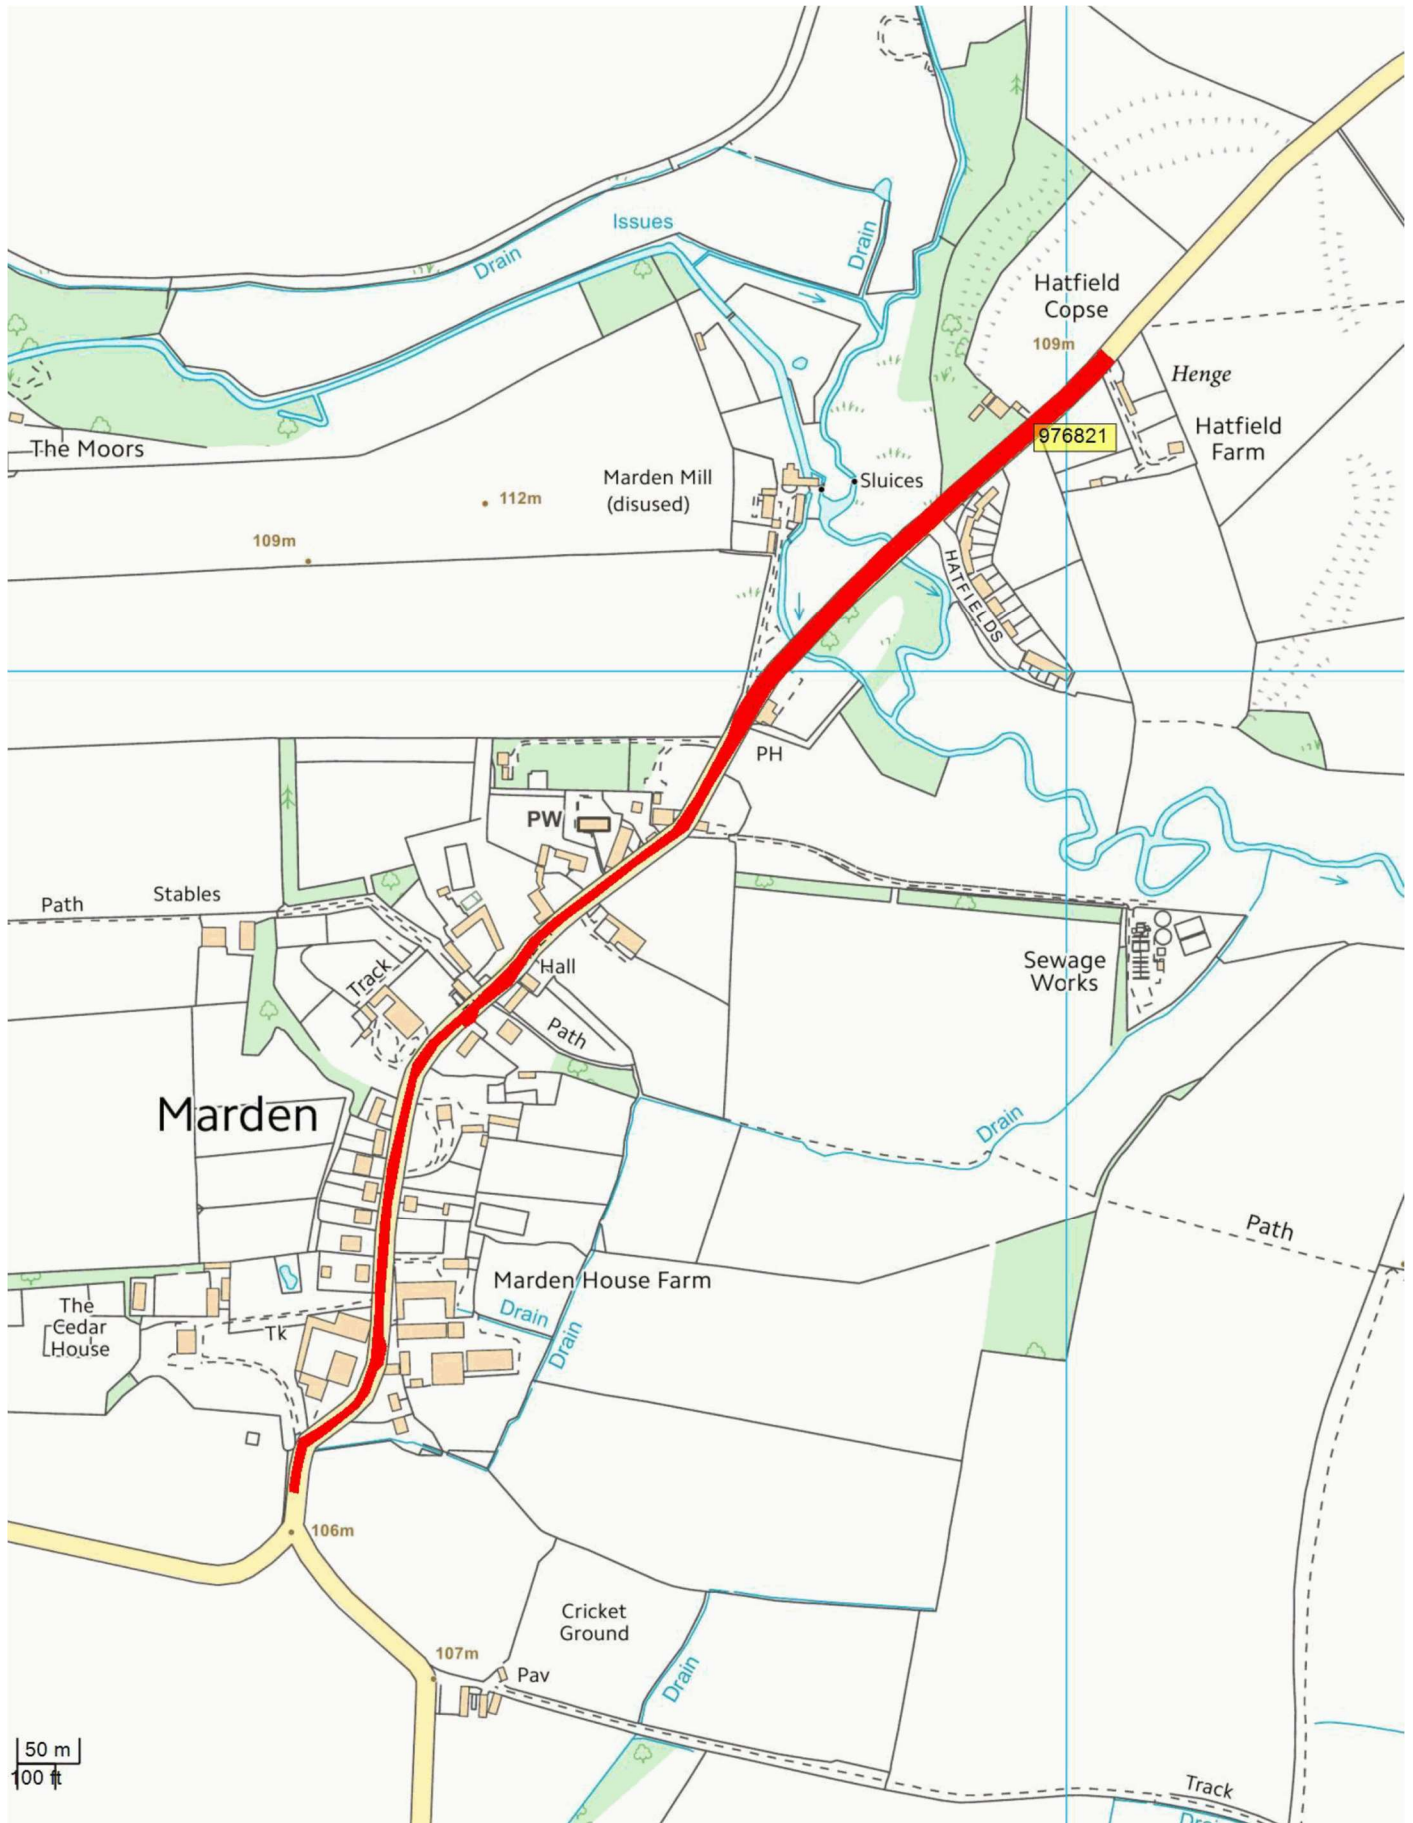 Issues
Drain
Drain
Hatfield
Copse
109m
Henge
976821
Hatfield
Farm
The Moors
112m
Marden Mill
(disused)
Sluices
109m
HATFIELDS
PH
PW
Path
Stables
Track
Hall
Path
Sewage
Works
Marden
Drain
Path
Marden House Farm
The
Cedar
House
Tk
Drain
Drain
106m
Cricket
Ground
107m
Pav
Drain
50 m
100 ft
Track